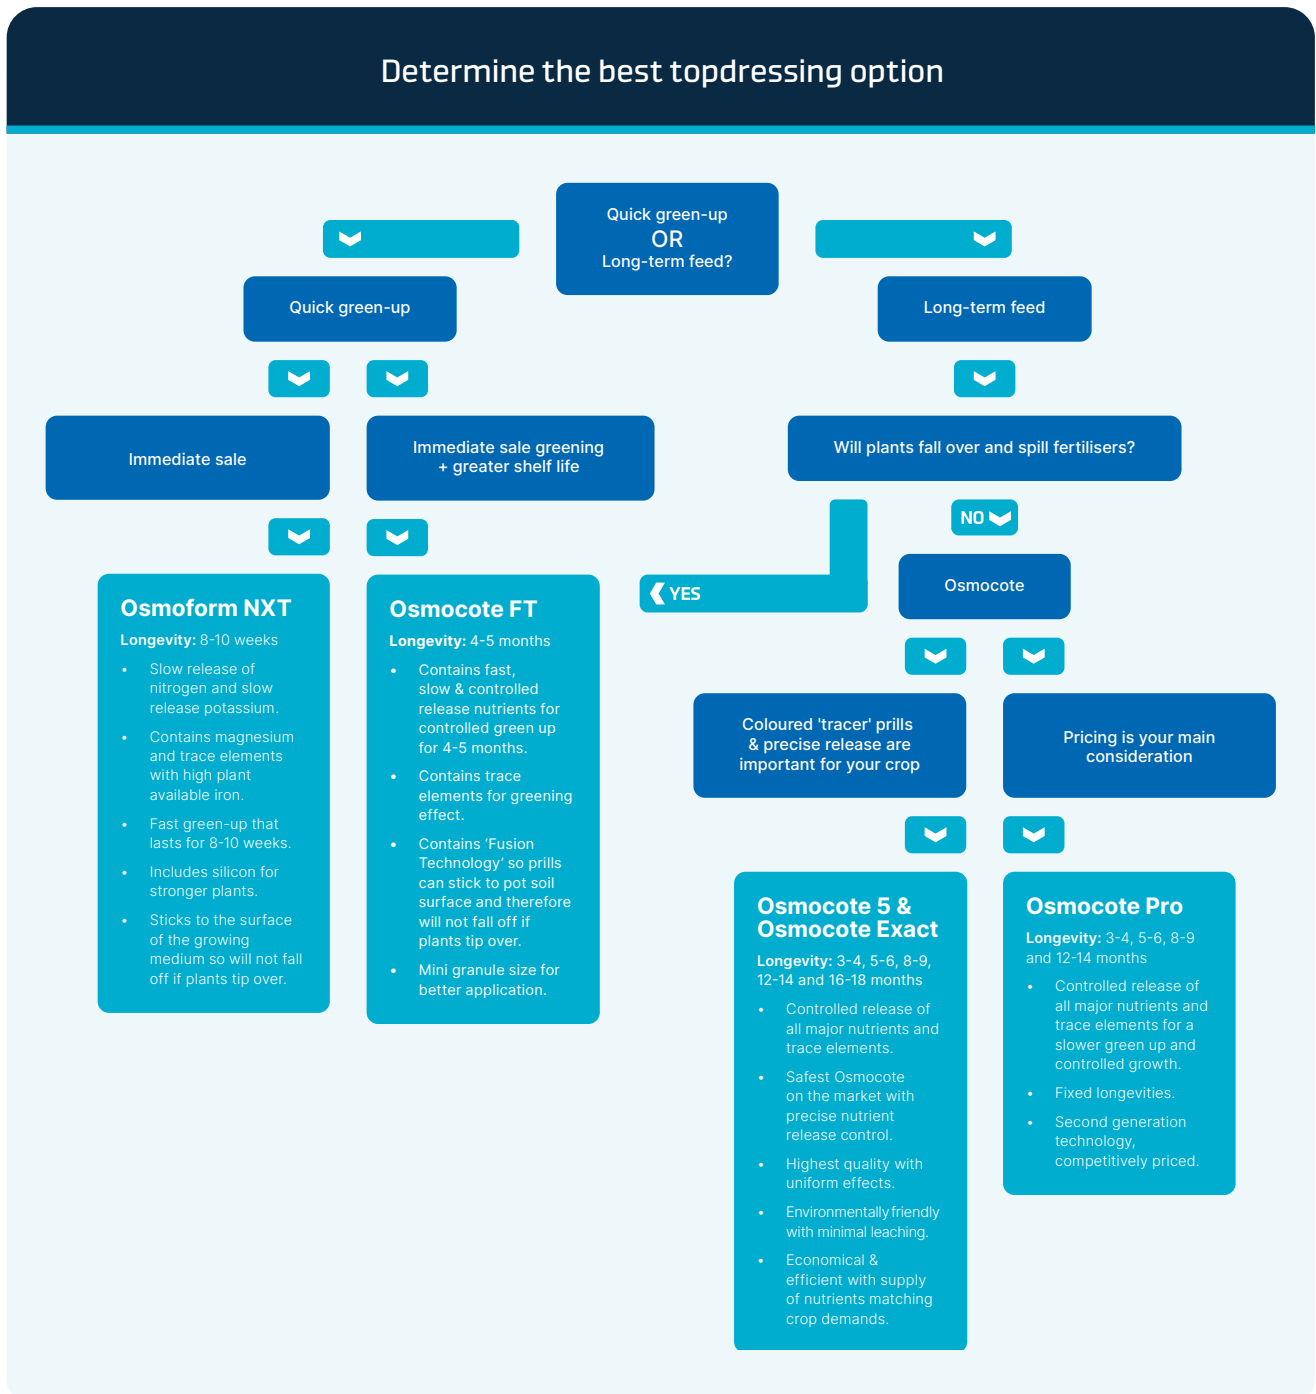 Determine the best topdressing option
Quick green-up
OR
Long-term feed?
Quick green-up
Long-term feed
Immediate sale
Immediate sale greening
+ greater shelf life
Will plants fall over and spill fertilisers?
NO
YES
Osmocote
Osmoform NXT
Longevity: 8-10 weeks
• Slow release of
nitrogen and slow
release potassium.
• Contains magnesium
and trace elements
with high plant
available iron.
• Fast green-up that
lasts for 8-10 weeks.
• Includes silicon for
stronger plants.
• Sticks to the surface
of the growing
medium so will not fall
off if plants tip over.
Osmocote FT
Longevity: 4-5 months
• Contains fast,
slow & controlled
release nutrients for
controlled green up
for 4-5 months.
• Contains trace
elements for greening
effect.
• Contains ‘Fusion
Technology’ so prills
can stick to pot soil
surface and therefore
will not fall off if
plants tip over.
• Mini granule size for
better application.
Coloured 'tracer' prills
& precise release are
important for your crop
Pricing is your main
consideration
Osmocote 5 &
Osmocote Exact
Longevity: 3-4, 5-6, 8-9,
12-14 and 16-18 months
• Controlled release of
all major nutrients and
trace elements.
• Safest Osmocote
on the market with
precise nutrient
release control.
• Highest quality with
uniform effects.
• Environmentally friendly
with minimal leaching.
• Economical &
efficient with supply
of nutrients matching
crop demands.
Osmocote Pro
Longevity: 3-4, 5-6, 8-9
and 12-14 months
• Controlled release of
all major nutrients and
trace elements for a
slower green up and
controlled growth.
• Fixed longevities.
• Second generation
technology,
competitively priced.